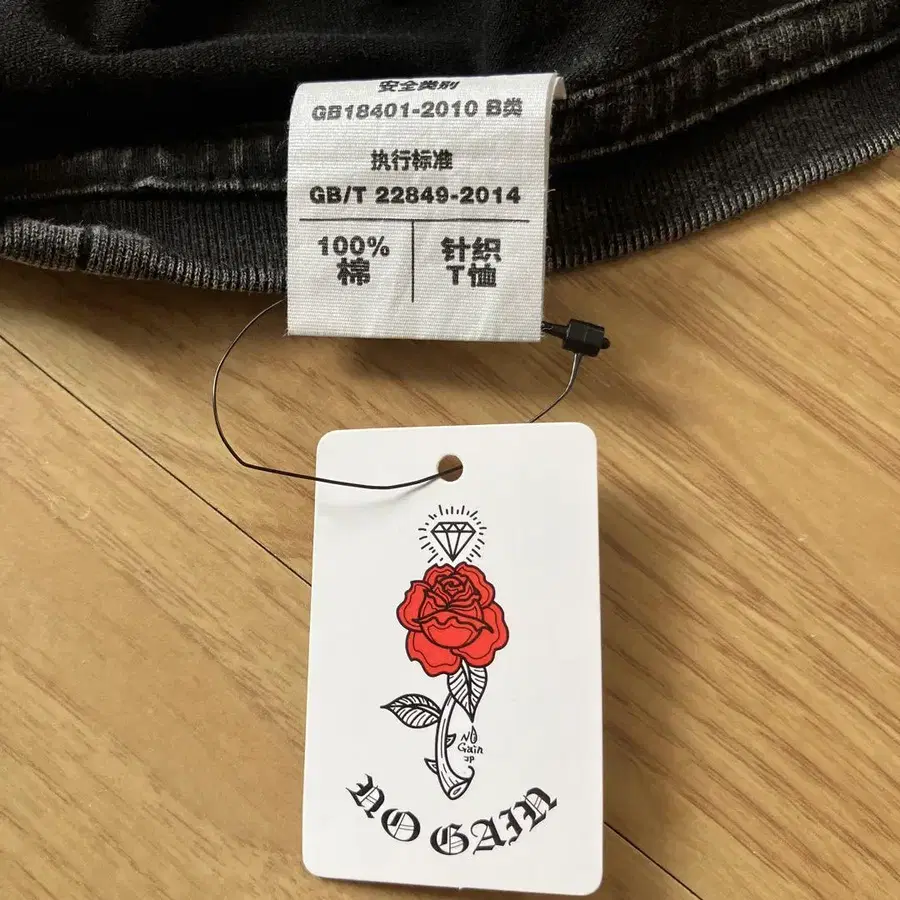 安全类别
GB18401-2010 B类
执行标准
GB/T 22849-2014
100%
棉
针织
T恤
NO
Gain
JP
NO GAIN